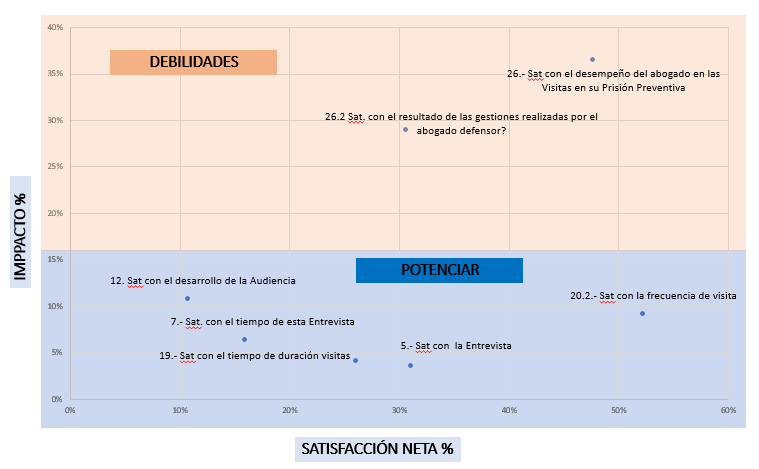 40%
DEBILIDADES
35%
26.- Sat con el desempeño del abogado en las
Visitas en su Prisión Preventiva
30%
26.2 Sat. con el resultado de las gestiones realizadas por el
abogado defensor?
25%
20%
IMPPACTO %
15%
POTENCIAR
12. Sat con el desarrollo de la Audiencia
20.2.- Sat con la frecuencia de visita
10%
7.- Sat. con el tiempo de esta Entrevista
5.- Sat con la Entrevista
19.- Sat con el tiempo de duración visitas
5%
0%
0% 10% 20% 30% 40% 50% 60%
SATISFACCIÓN NETA %